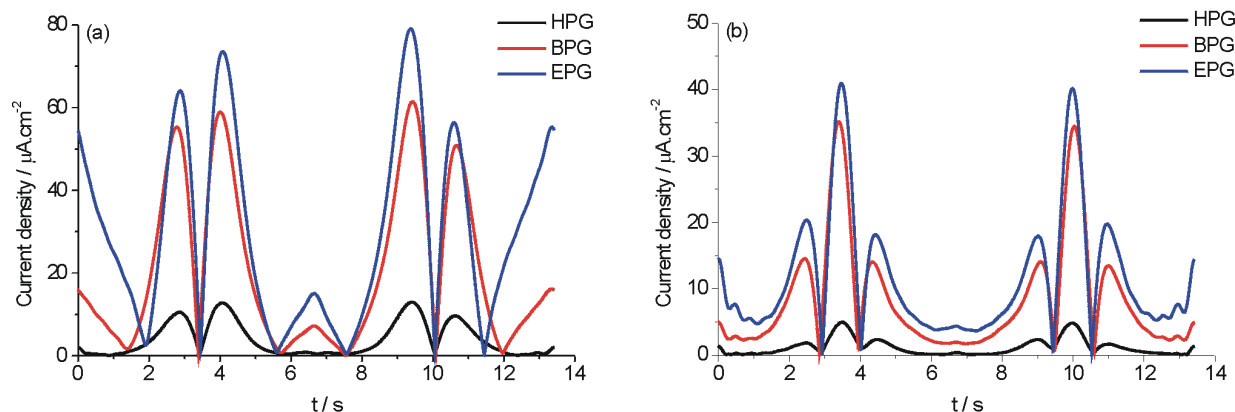 (a)
HPG
BPG
EPG
Current density / µA.cm-2
80
60
40
20
0
0 2 4 6 8 10 12 14
t / s
(b)
HPG
BPG
EPG
Current density / µA.cm-2
50
40
30
20
10
0
0 2 4 6 8 10 12 14
t / s